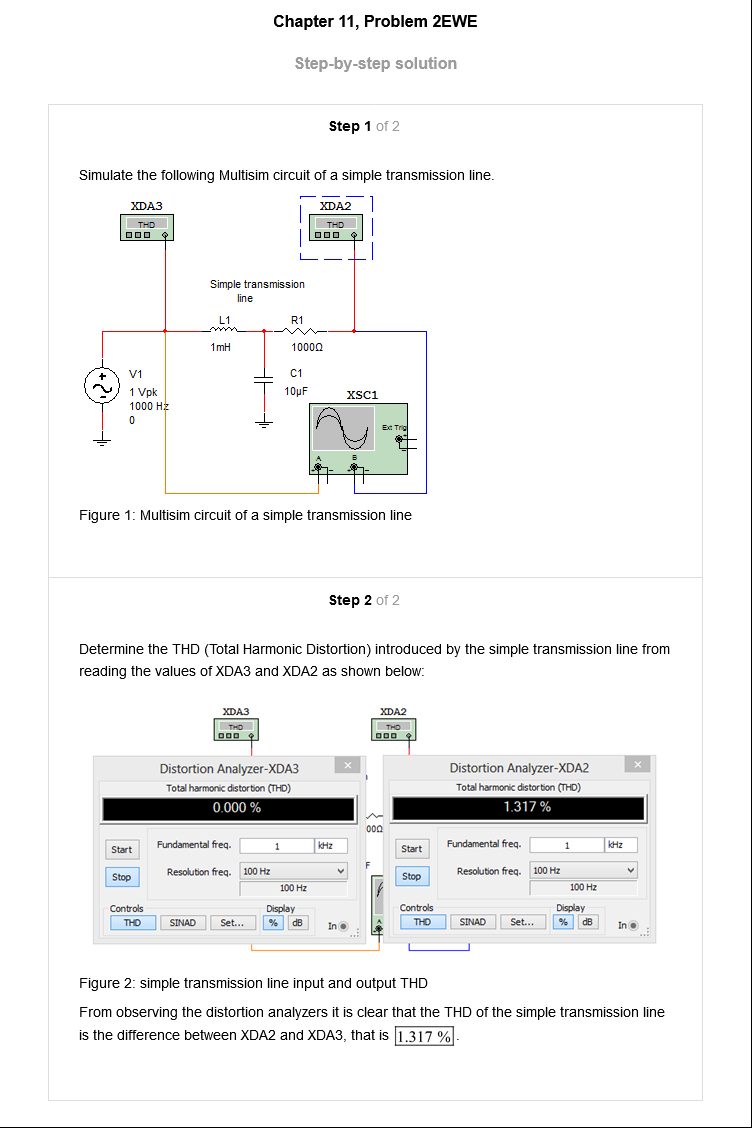 Chapter 11, Problem 2EWE
Step-by-step solution
Step 1 of 2
Simulate the following Multisim circuit of a simple transmission line.
XDA3
XDA2
THD
THD
Simple transmission
line
L1
R1
1mH
1000Ω
V1
1 Vpk
1000 Hz
0
C1
10µF
XSC1
Ext Trig
A
B
Figure 1: Multisim circuit of a simple transmission line
Step 2 of 2
Determine the THD (Total Harmonic Distortion) introduced by the simple transmission line from
reading the values of XDA3 and XDA2 as shown below:
XDA3
XDA2
THD
THD
Distortion Analyzer-XDA3
Total harmonic distortion (THD)
0.000 %
Start
Fundamental freq.
1
kHz
Stop
Resolution freq.
100 Hz
100 Hz
Controls
Display
THD
SINAD
Set...
%
dB
In
00Ω
F
A
Distortion Analyzer-XDA2
Total harmonic distortion (THD)
1.317 %
Start
Fundamental freq.
1
kHz
Stop
Resolution freq.
100 Hz
100 Hz
Controls
Display
THD
SINAD
Set...
%
dB
In
Figure 2: simple transmission line input and output THD
From observing the distortion analyzers it is clear that the THD of the simple transmission line
is the difference between XDA2 and XDA3, that is 1.317 %.